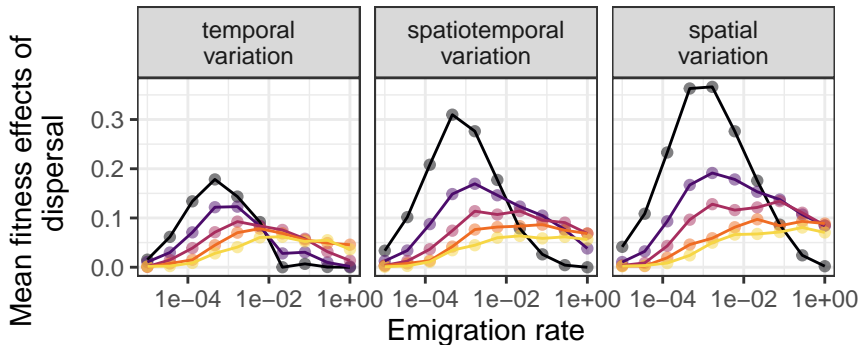 temporal
variation
spatiotemporal
variation
spatial
variation
Mean fitness effects of
dispersal
0.3
0.2
0.1
0.0
1e-04 1e-02 1e+00 1e-04 1e-02 1e+00 1e-04 1e-02 1e+00
Emigration rate